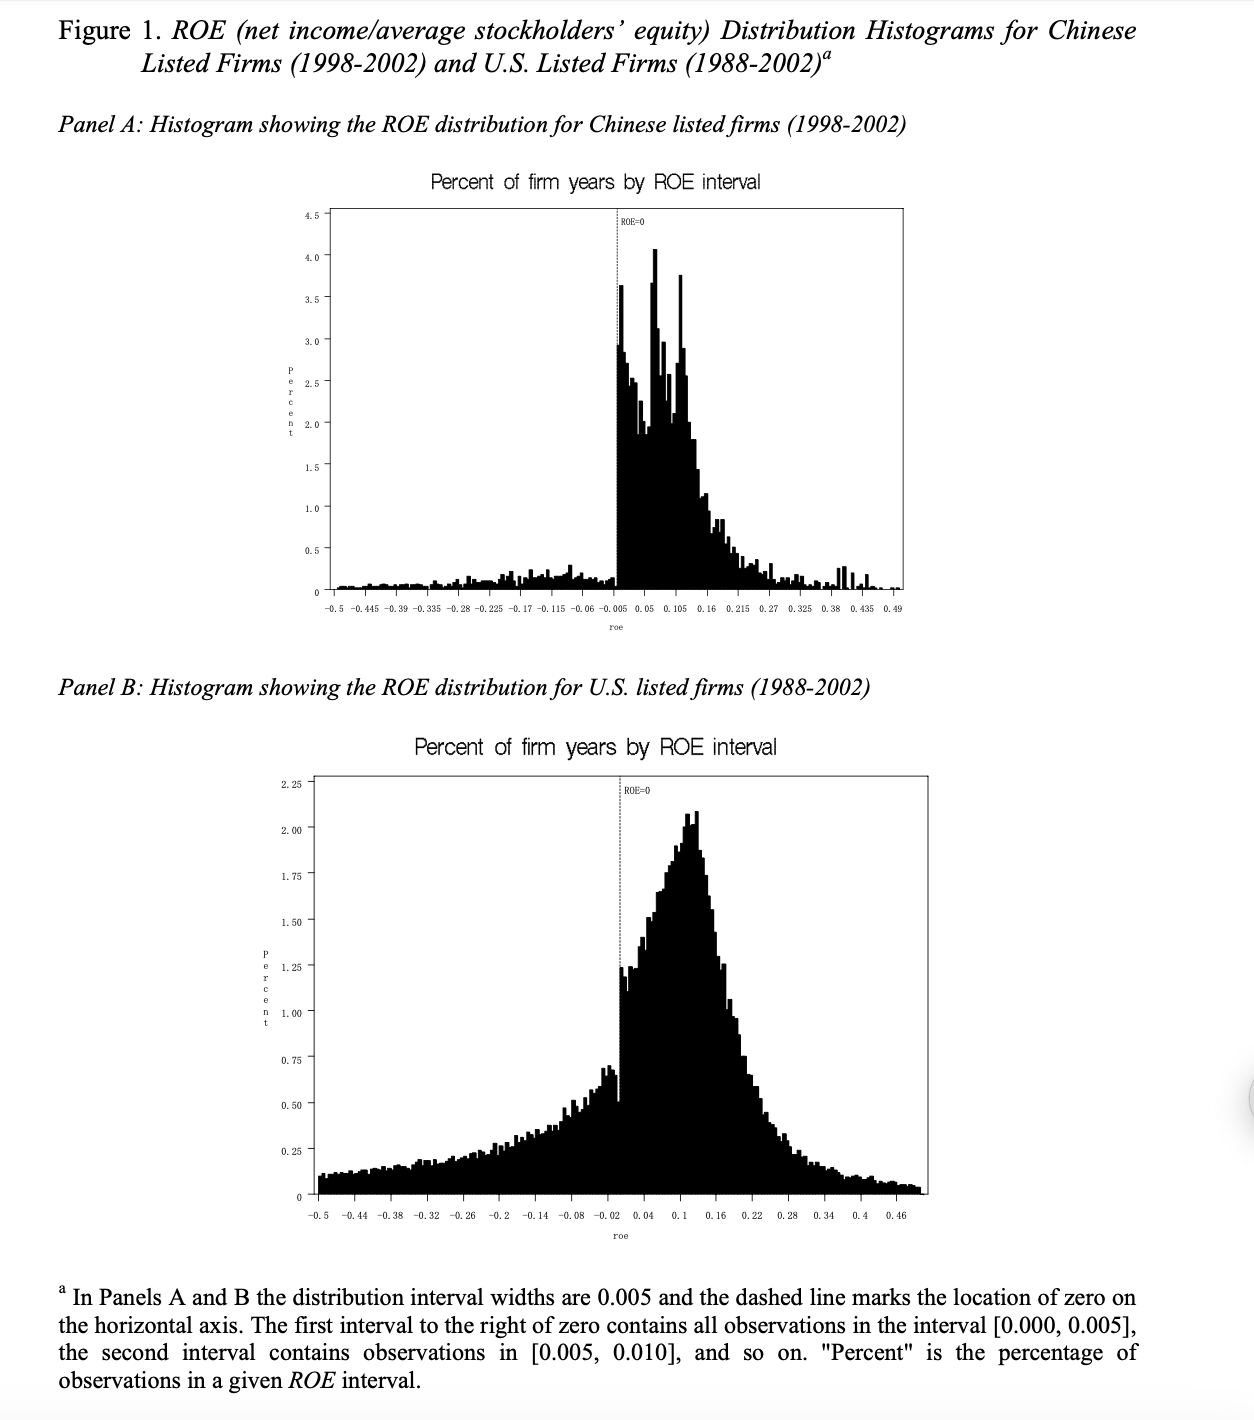 Figure 1. ROE (net income/average stockholders’ equity) Distribution Histograms for Chinese
Listed Firms (1998-2002) and U.S. Listed Firms (1988-2002)a
Panel A: Histogram showing the ROE distribution for Chinese listed firms (1998-2002)
Percent of firm years by ROE interval
ROE=0
4.5
4.0
3.5
3.0
2.5
2.0
1.5
1.0
0.5
0
Percent
-0.5 -0.445 -0.39 -0.335 -0.28 -0.225 -0.17 -0.115 -0.06 -0.005 0.05 0.105 0.16 0.215 0.27 0.325 0.38 0.435 0.49
roe
Panel B: Histogram showing the ROE distribution for U.S. listed firms (1988-2002)
Percent of firm years by ROE interval
ROE=0
2.25
2.00
1.75
1.50
1.25
1.00
0.75
0.50
0.25
0
Percent
-0.5 -0.44 -0.38 -0.32 -0.26 -0.2 -0.14 -0.08 -0.02 0.04 0.1 0.16 0.22 0.28 0.34 0.4 0.46
roe
a In Panels A and B the distribution interval widths are 0.005 and the dashed line marks the location of zero on
the horizontal axis. The first interval to the right of zero contains all observations in the interval [0.000, 0.005],
the second interval contains observations in [0.005, 0.010], and so on. "Percent" is the percentage of
observations in a given ROE interval.